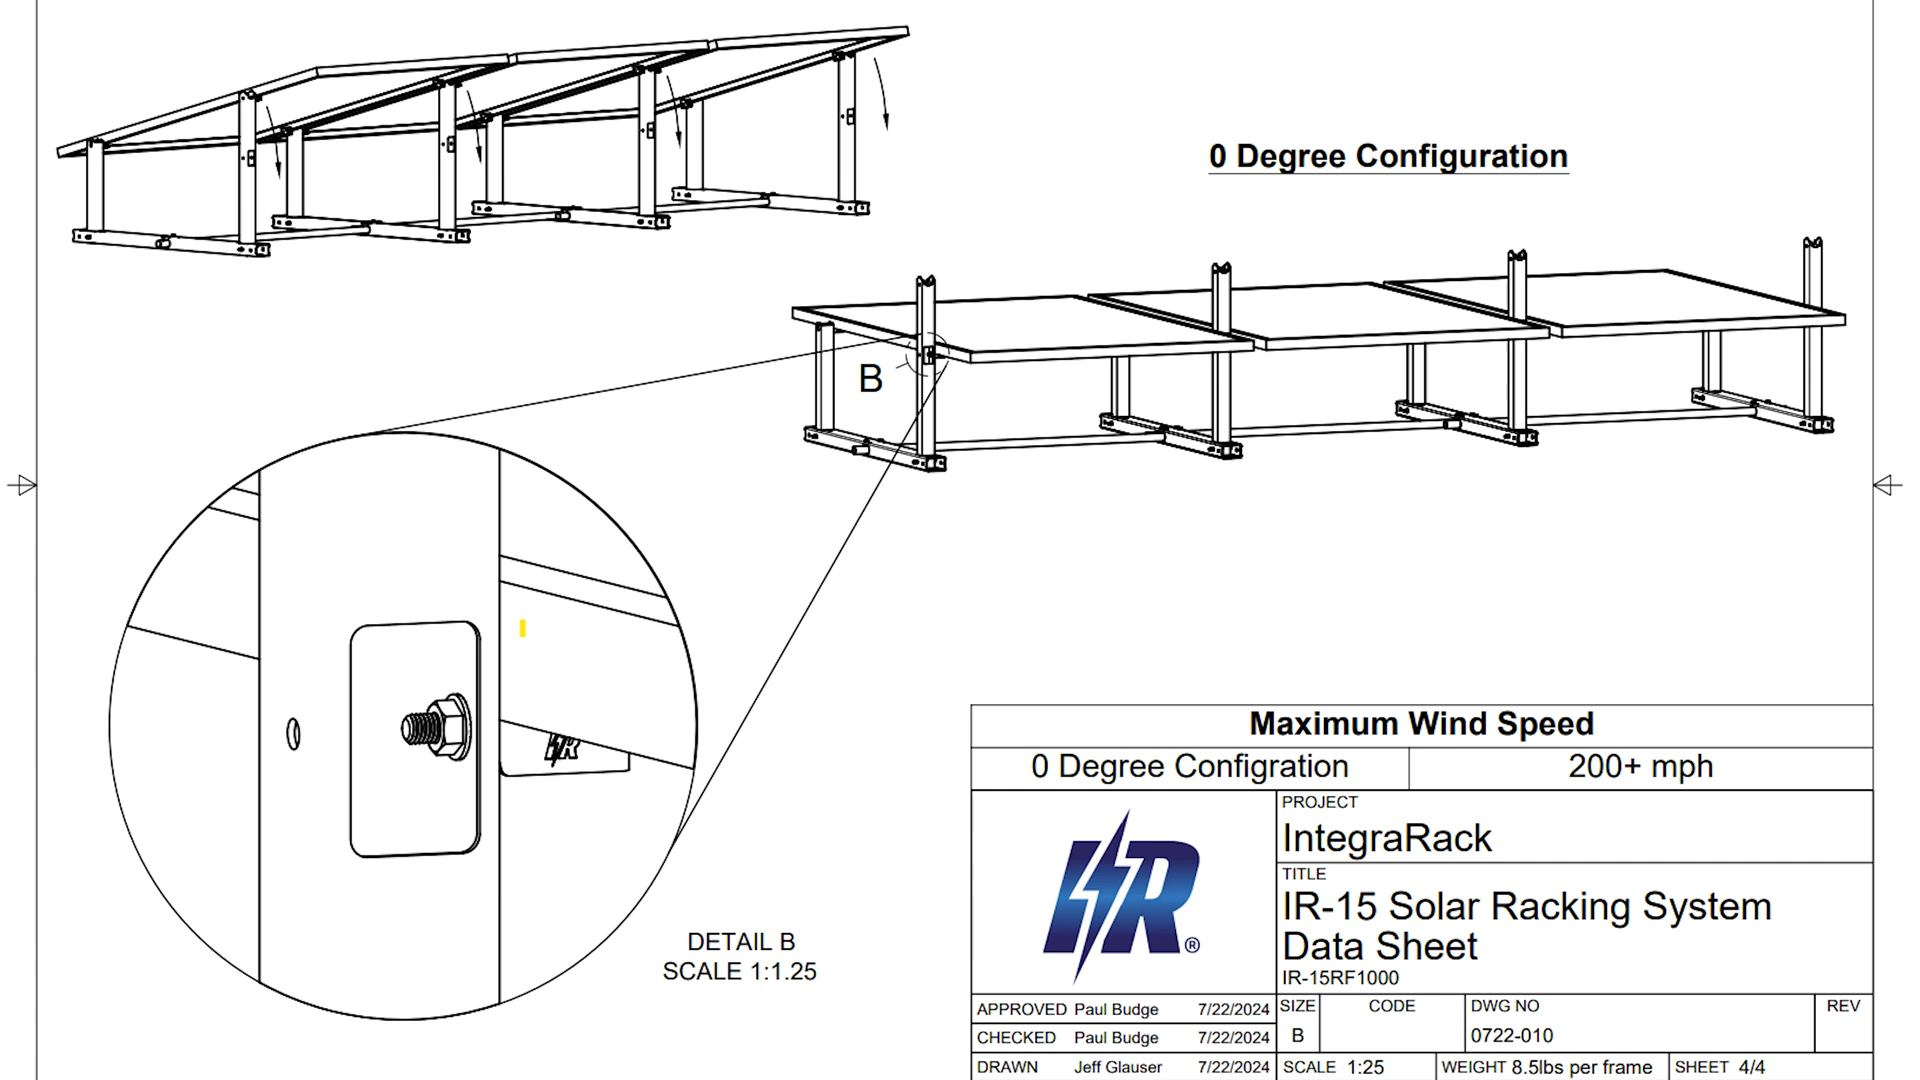 0 Degree Configuration
B
IR
DETAIL B
SCALE 1:1.25
Maximum Wind Speed
0 Degree Configration 200+ mph
IR®
PROJECT
IntegraRack
TITLE
IR-15 Solar Racking System
Data Sheet
IR-15RF1000
APPROVED Paul Budge 7/22/2024
CHECKED Paul Budge 7/22/2024
DRAWN Jeff Glauser 7/22/2024
SIZE
B
CODE
DWG NO
0722-010
REV
SCALE 1:25
WEIGHT 8.5lbs per frame
SHEET 4/4